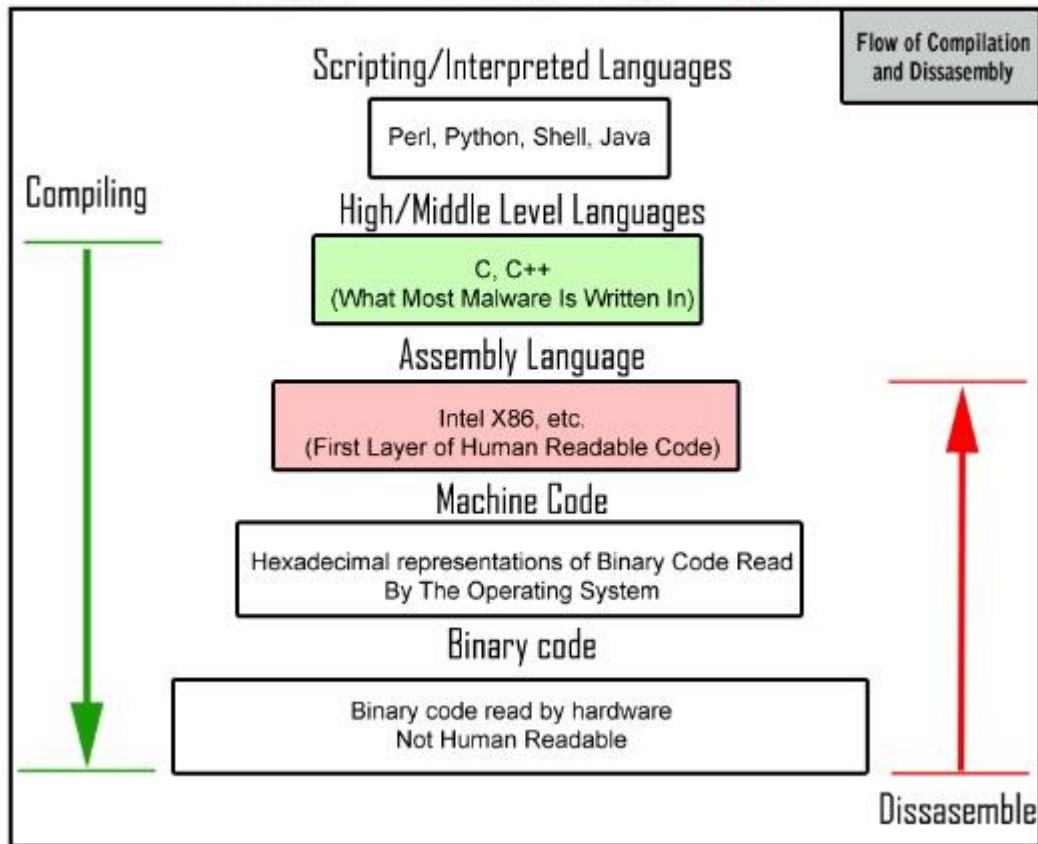 Flow of Compilation
and Dissasembly
Scripting/Interpreted Languages
Perl, Python, Shell, Java
Compiling
High/Middle Level Languages
C, C++
(What Most Malware Is Written In)
Assembly Language
Intel X86, etc.
(First Layer of Human Readable Code)
Machine Code
Hexadecimal representations of Binary Code Read
By The Operating System
Binary code
Binary code read by hardware
Not Human Readable
Dissasemble